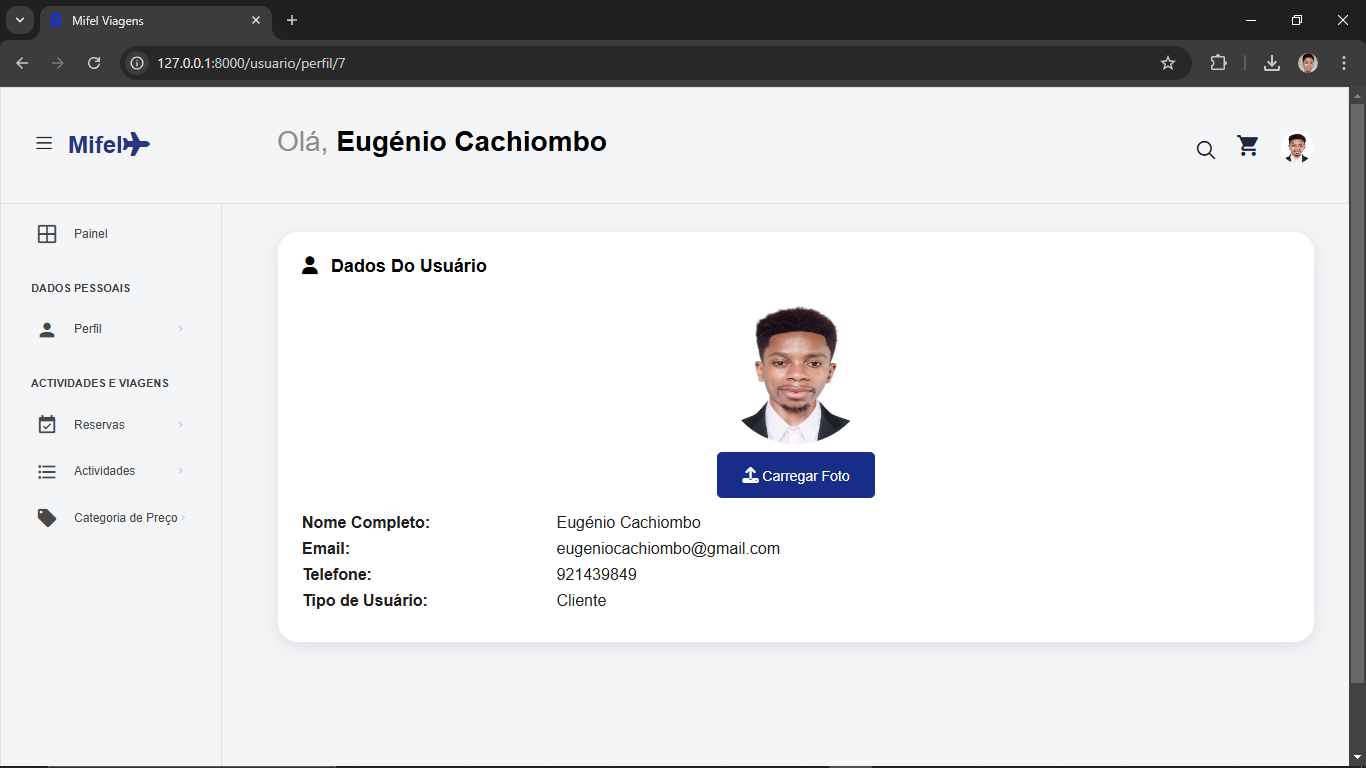 Mifel Viagens
127.0.0.1:8000/usuario/perfil/7
Mifel
Olá, Eugénio Cachiombo
Painel
DADOS PESSOAIS
Perfil
ACTIVIDADES E VIAGENS
Reservas
Actividades
Categoria de Preço
Dados Do Usuário
Carregar Foto
Nome Completo: Eugénio Cachiombo
Email: eugeniocachiombo@gmail.com
Telefone: 921439849
Tipo de Usuário: Cliente